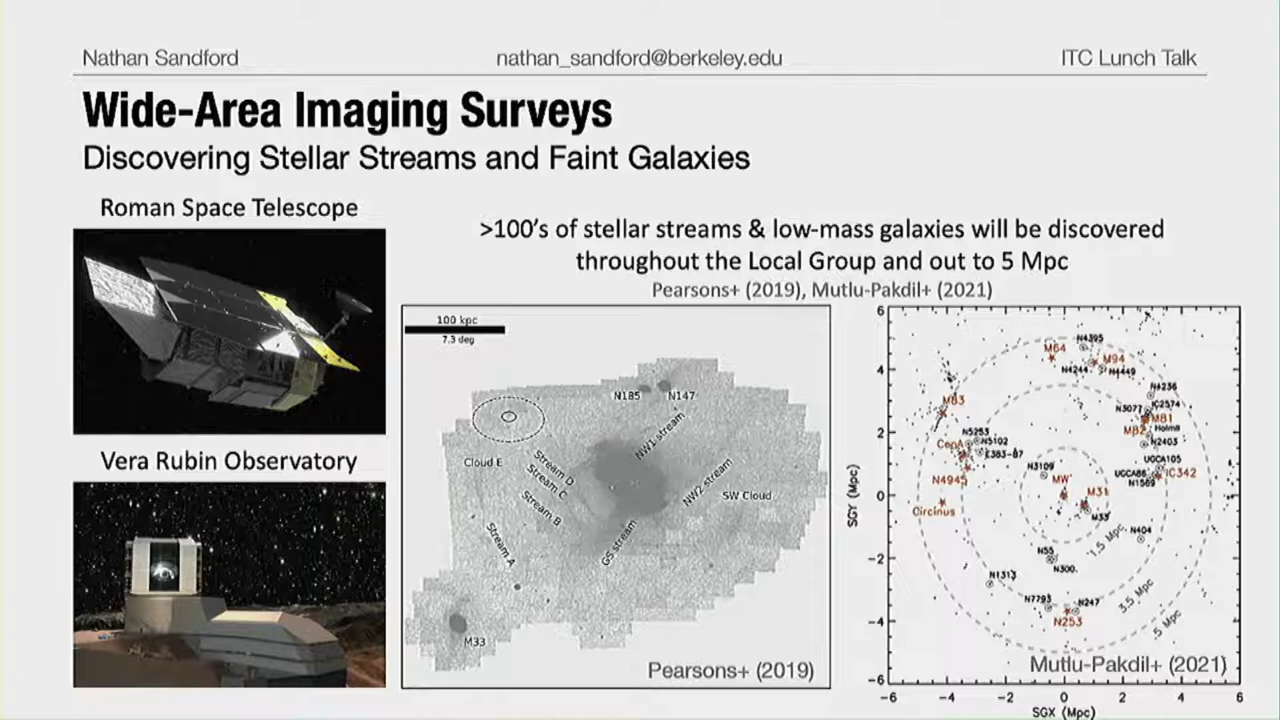 Nathan Sandford
nathan_sandford@berkeley.edu
ITC Lunch Talk
Wide-Area Imaging Surveys
Discovering Stellar Streams and Faint Galaxies
Roman Space Telescope
Vera Rubin Observatory
>100's of stellar streams & low-mass galaxies will be discovered
throughout the Local Group and out to 5 Mpc
Pearsons+ (2019), Mutlu-Pakdil+ (2021)
100 kpc
7.3 deg
N185
N147
NW1 stream
Cloud E
Stream D
Stream C
Stream B
NW2 stream
SW Cloud
Stream A
GS stream
M33
Pearsons+ (2019)
SGY (Mpc)
6
4
2
0
−2
−4
−6
N4395
M64
M94
N4244
N4449
N4236
M83
N3077
IC2574
M81
M82
HolmII
N5253
N5102
N2403
CenA
E383-87
UGCA105
N3109
UGCA86
IC342
N4945
N1569
MW
M31
Circinus
M33
N404
1.5 Mpc
N55
N300
N1313
3.5 Mpc
N7793
N247
N253
5 Mpc
Mutlu-Pakdil+ (2021)
−6 −4 −2 0 2 4 6
SGX (Mpc)